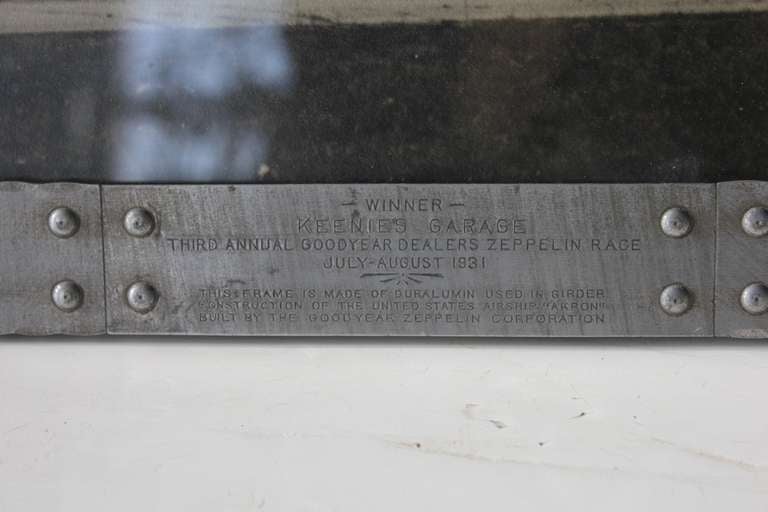 — WINNER —
KEENIE'S GARAGE
THIRD ANNUAL GOODYEAR DEALERS ZEPPELIN RACE
JULY-AUGUST 1931
THIS FRAME IS MADE OF DURALUMIN USED IN GIRDER
CONSTRUCTION OF THE UNITED STATES AIRSHIP "AKRON"
BUILT BY THE GOODYEAR ZEPPELIN CORPORATION